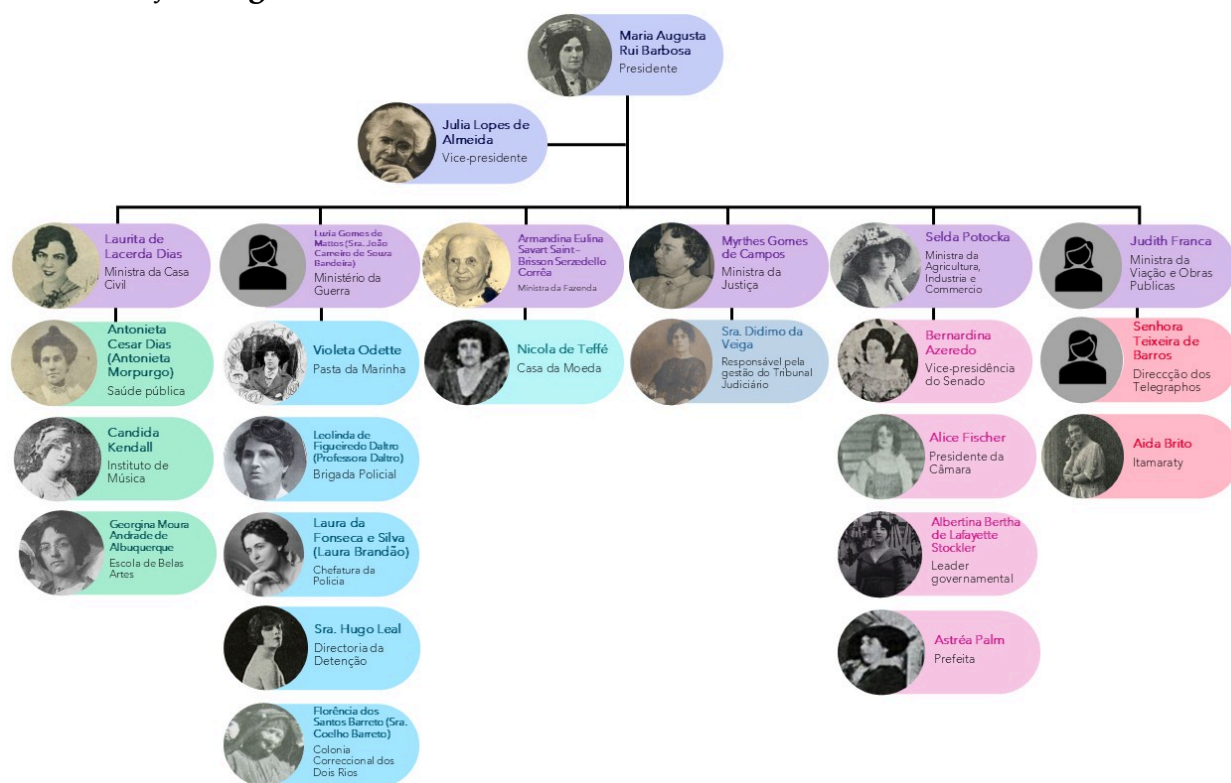 Maria Augusta
Rui Barbosa
Presidente
Julia Lopes de
Almeida
Vice-presidente
Laurita de
Lacerda Dias
Ministra da Casa
Civil
Luzia Gomes de
Mattos (Sra. João
Carneiro de Souza
Bandeira)
Ministério da
Guerra
Armandina Eulina
Savart Saint-
Brisson Serzedello
Corrêa
Ministra da Fazenda
Myrthes Gomes
de Campos
Ministra da
Justiça
Selda Potocka
Ministra da
Agricultura,
Industria e
Commercio
Judith Franca
Ministra da
Viação e Obras
Publicas
Antonieta
Cesar Dias
(Antonieta
Morpurgo)
Saúde pública
Violeta Odette
Pasta da Marinha
Nicola de Teffé
Casa da Moeda
Sra. Didimo da
Veiga
Responsável pela
gestão do Tribunal
Judiciário
Bernardina
Azeredo
Vice-presidência
do Senado
Senhora
Teixeira de
Barros
Direccção dos
Telegraphos
Candida
Kendall
Instituto de
Música
Leolinda de
Figueiredo Daltro
(Professora Daltro)
Brigada Policial
Alice Fischer
Presidente da
Câmara
Aida Brito
Itamaraty
Georgina Moura
Andrade de
Albuquerque
Escola de Belas
Artes
Laura da
Fonseca e Silva
(Laura Brandão)
Chefatura da
Policia
Albertina Bertha
de Lafayette
Stockler
Leader
governamental
Sra. Hugo Leal
Directoria da
Detenção
Astréa Palm
Prefeita
Florência dos
Santos Barreto (Sra.
Coelho Barreto)
Colonia
Correccional dos
Dois Rios